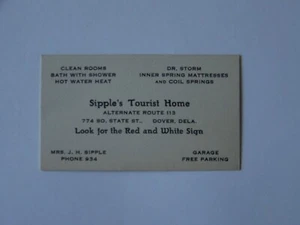 CLEAN ROOMS
BATH WITH SHOWER
HOT WATER HEAT
DR. STORM
INNER SPRING MATTRESSES
AND COIL SPRINGS
Sipple's Tourist Home
ALTERNATE ROUTE 113
774 SO. STATE ST., DOVER, DELA.
Look for the Red and White Sign
MRS. J. H. SIPPLE
PHONE 954
GARAGE
FREE PARKING